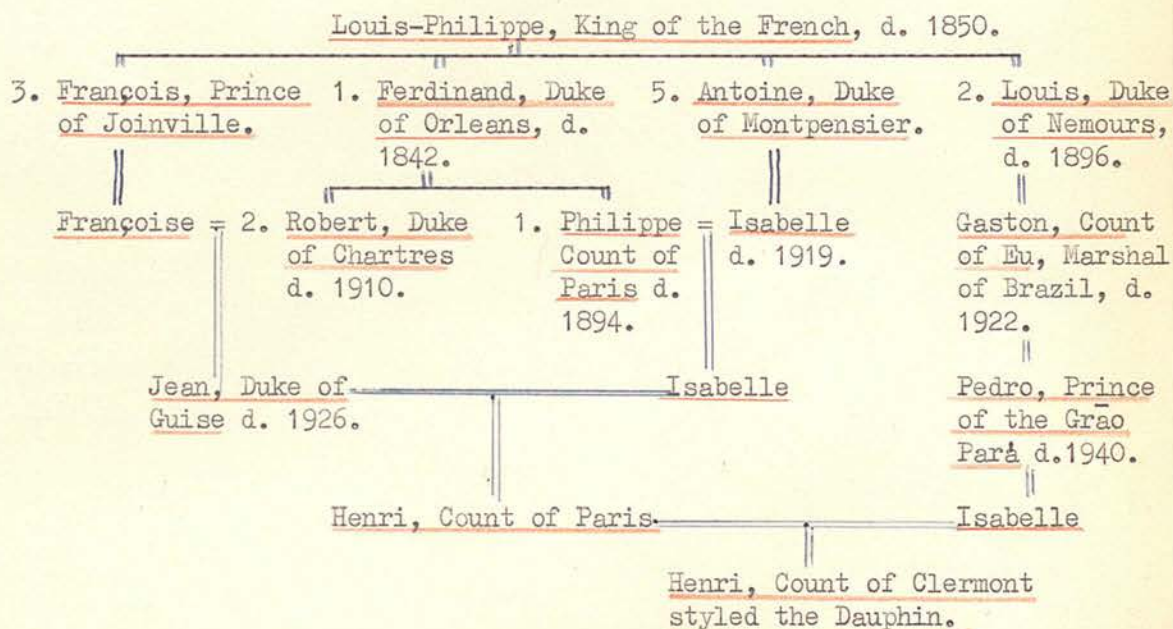 Louis-Philippe, King of the French, d. 1850.
3. François, Prince
of Joinville.
1. Ferdinand, Duke
of Orleans, d.
1842.
5. Antoine, Duke
of Montpensier.
2. Louis, Duke
of Nemours,
d. 1896.
Françoise = 2. Robert, Duke
of Chartres
d. 1910.
1. Philippe = Isabelle
Count of
Paris d.
1894.
d. 1919.
Gaston, Count
of Eu, Marshal
of Brazil, d.
1922.
Jean, Duke of
Guise d. 1926.
Isabelle
Pedro, Prince
of the Grāo
Pará d.1940.
Henri, Count of Paris.
Isabelle
Henri, Count of Clermont
styled the Dauphin.